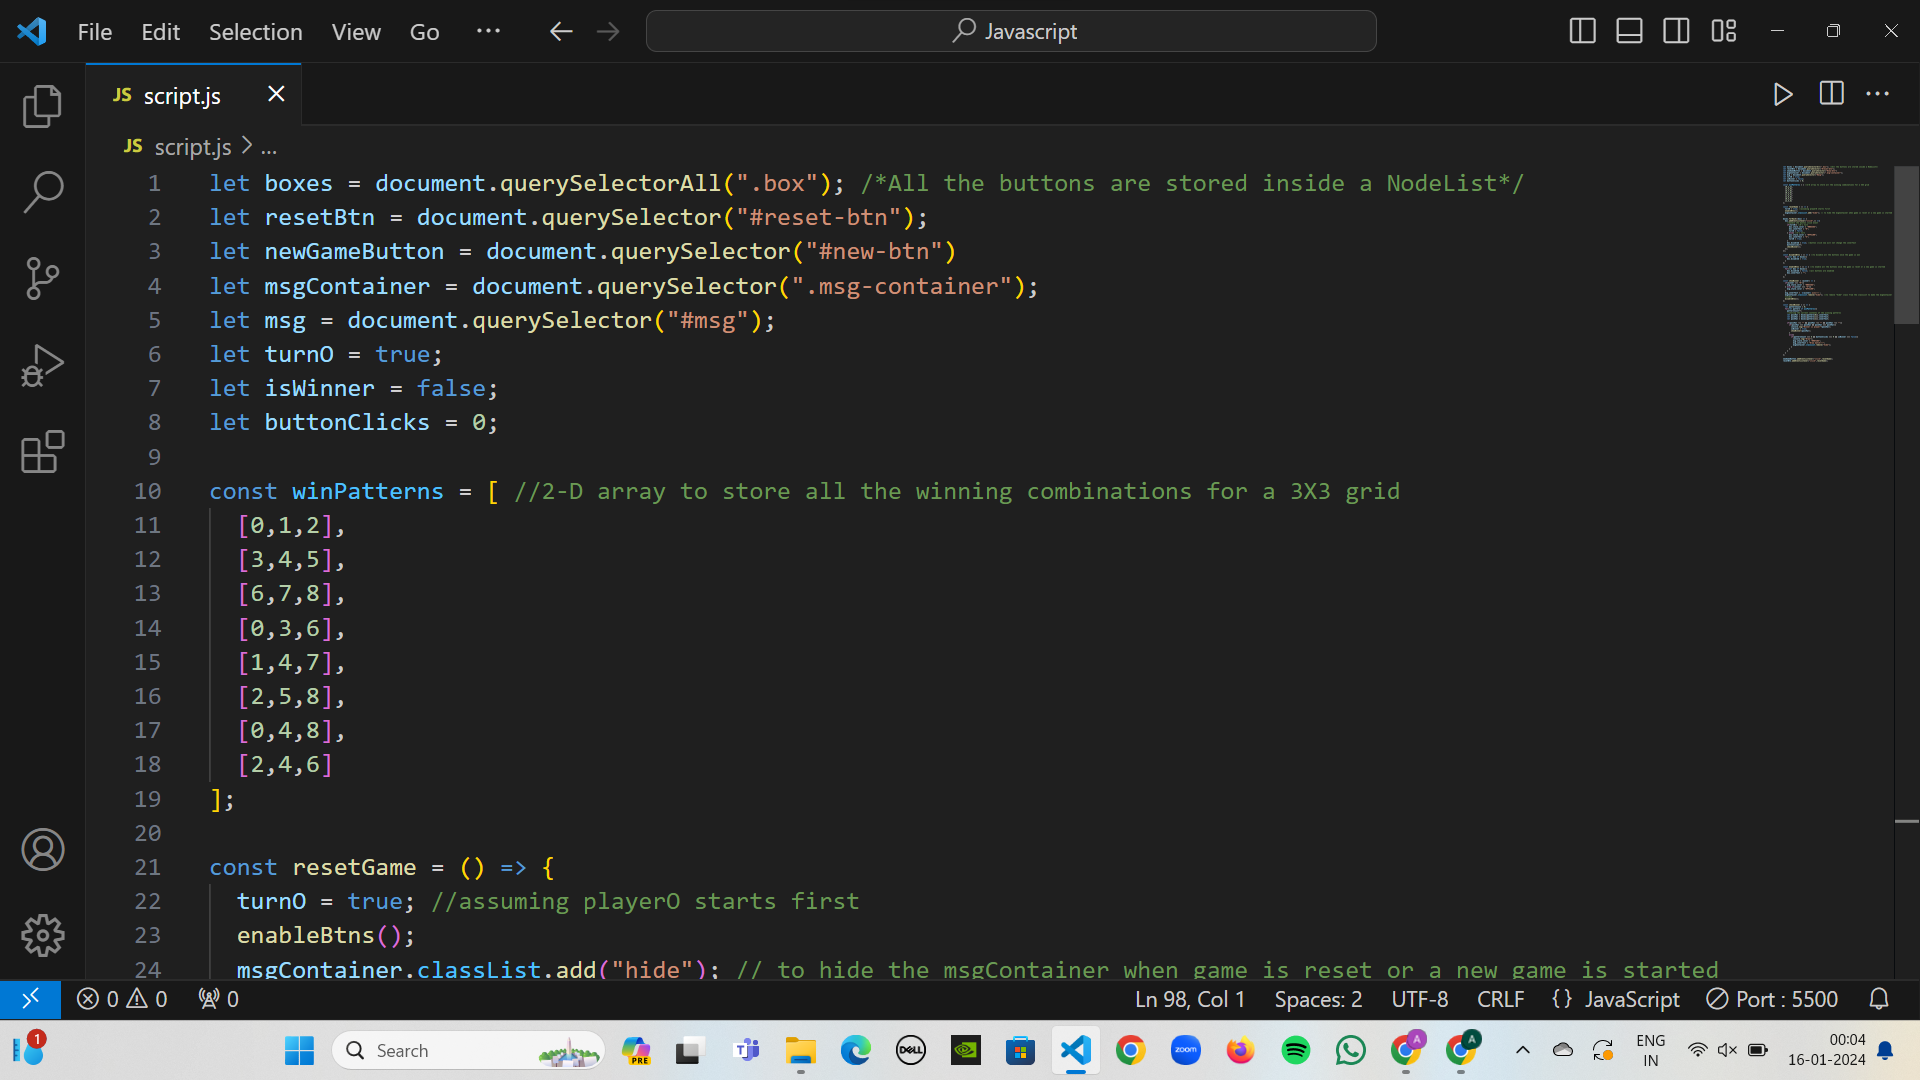 File Edit Selection View Go ··· Javascript
JS script.js
JS script.js > ...
1 let boxes = document.querySelectorAll(".box"); /*All the buttons are stored inside a NodeList*/
2 let resetBtn = document.querySelector("#reset-btn");
3 let newGameButton = document.querySelector("#new-btn")
4 let msgContainer = document.querySelector(".msg-container");
5 let msg = document.querySelector("#msg");
6 let turnO = true;
7 let isWinner = false;
8 let buttonClicks = 0;
9
10 const winPatterns = [ //2-D array to store all the winning combinations for a 3X3 grid
11 [0,1,2],
12 [3,4,5],
13 [6,7,8],
14 [0,3,6],
15 [1,4,7],
16 [2,5,8],
17 [0,4,8],
18 [2,4,6]
19 ];
20
21 const resetGame = () => {
22 turnO = true; //assuming playerO starts first
23 enableBtns();
24 msgContainer.classList.add("hide"); // to hide the msgContainer when game is reset or a new game is started
0 0 0 Ln 98, Col 1 Spaces: 2 UTF-8 CRLF {} JavaScript Port : 5500
1 Search PRE DELL zoom A A ENG IN 00:04 16-01-2024